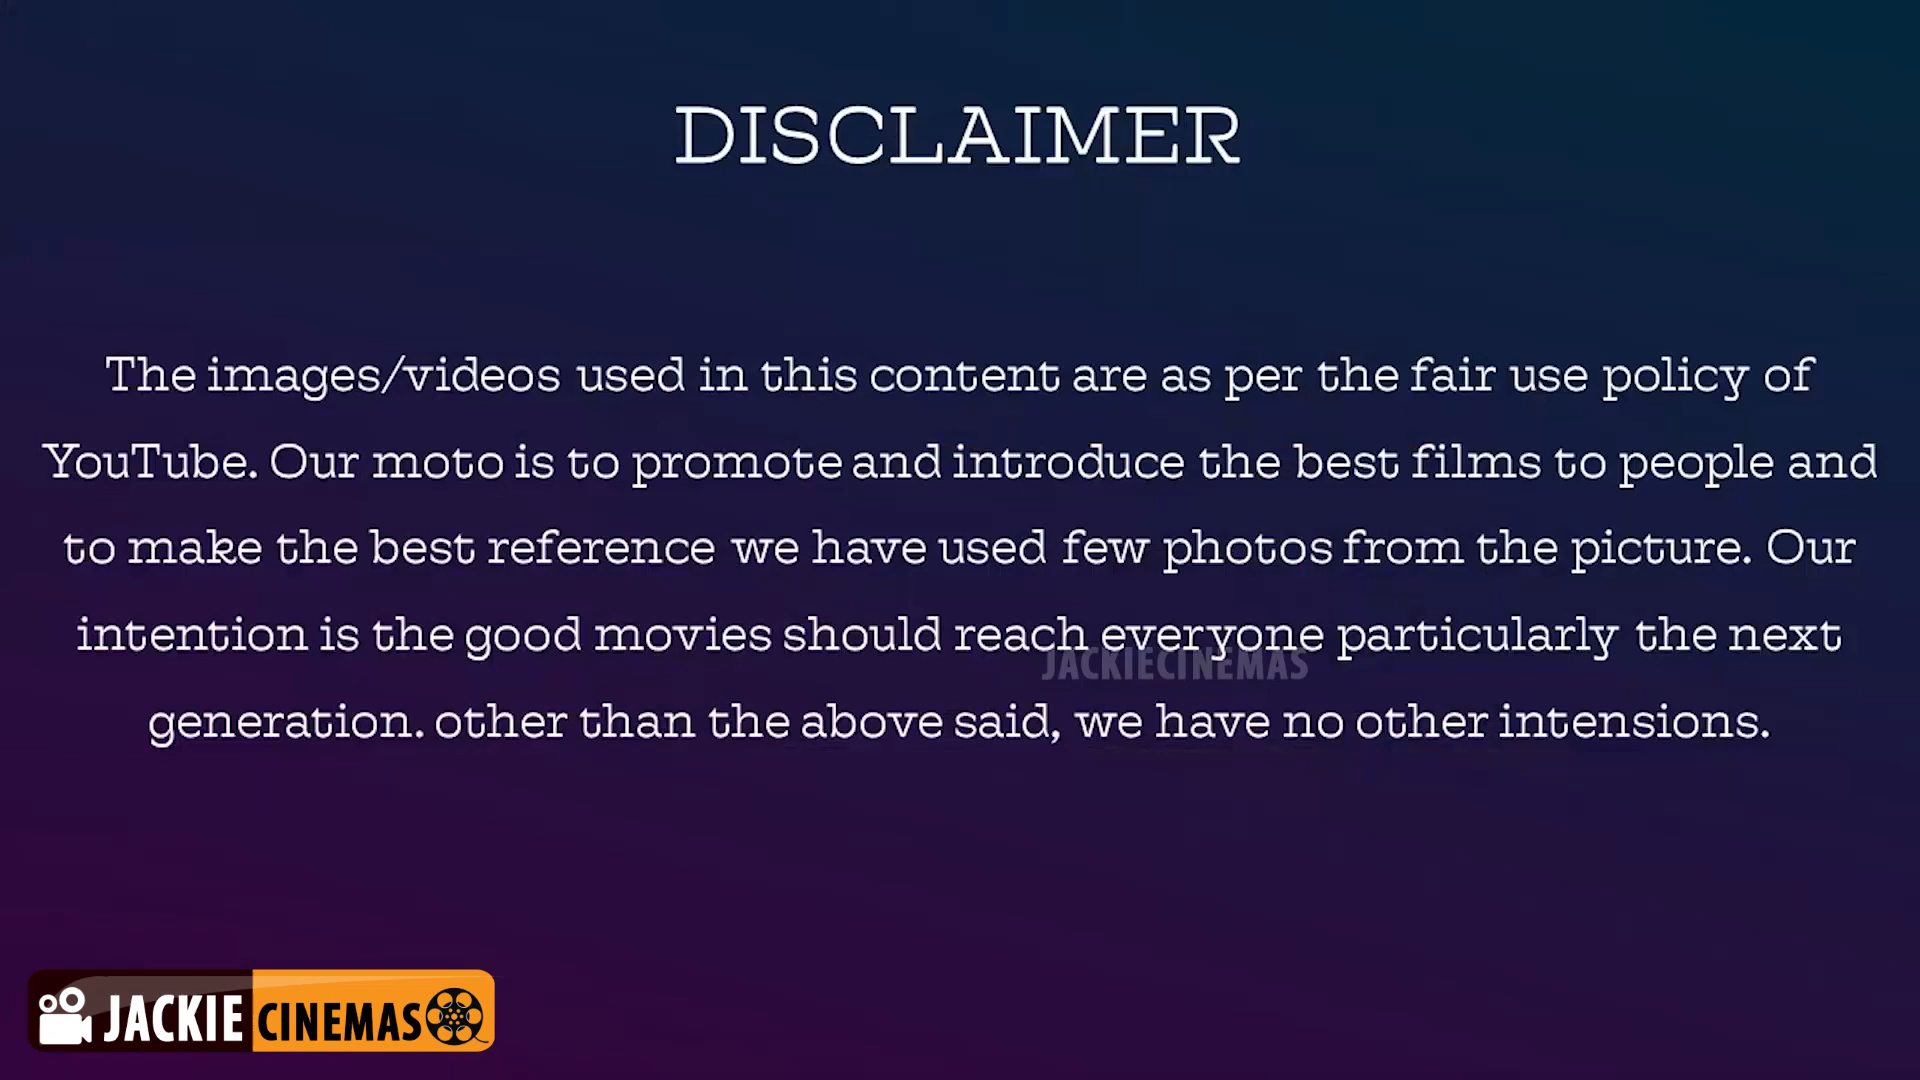 DISCLAIMER
The images/videos used in this content are as per the fair use policy of
YouTube. Our moto is to promote and introduce the best films to people and
to make the best reference we have used few photos from the picture. Our
intention is the good movies should reach everyone particularly the next
JACKIECINEMAS
generation. other than the above said, we have no other intensions.
JACKIE CINEMAS